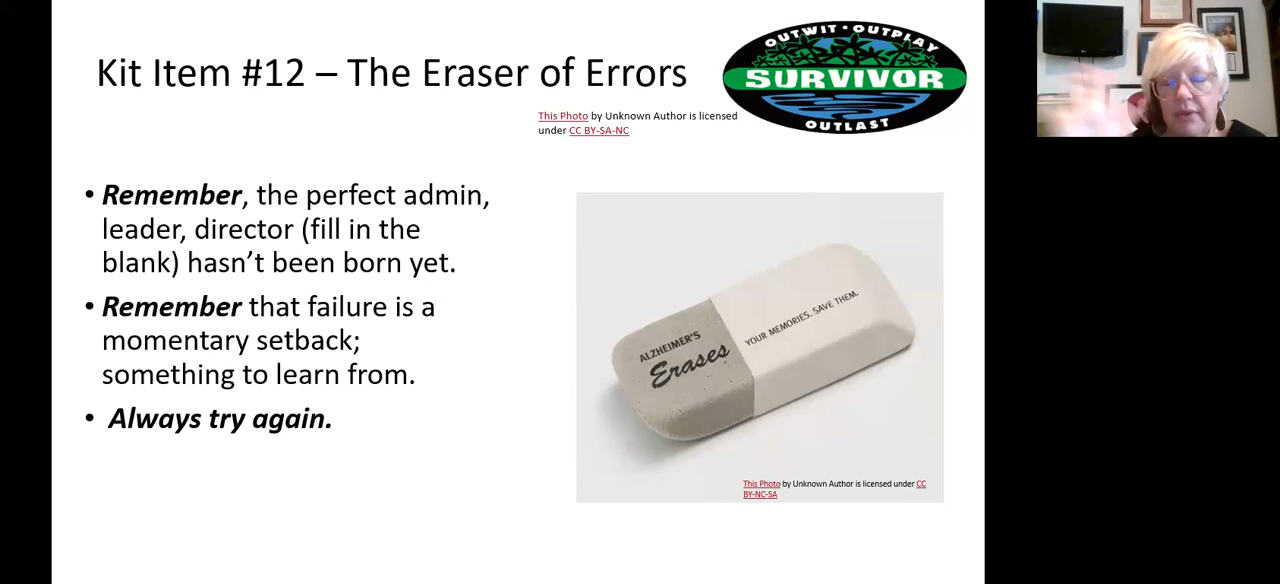 Kit Item #12 – The Eraser of Errors
OUTWIT • OUTPLAY
SURVIVOR
OUTLAST
This Photo by Unknown Author is licensed
under CC BY-SA-NC
• Remember, the perfect admin,
leader, director (fill in the
blank) hasn’t been born yet.
• Remember that failure is a
momentary setback;
something to learn from.
• Always try again.
ALZHEIMER'S
Erases
YOUR MEMORIES. SAVE THEM.
This Photo by Unknown Author is licensed under CC
BY-NC-SA